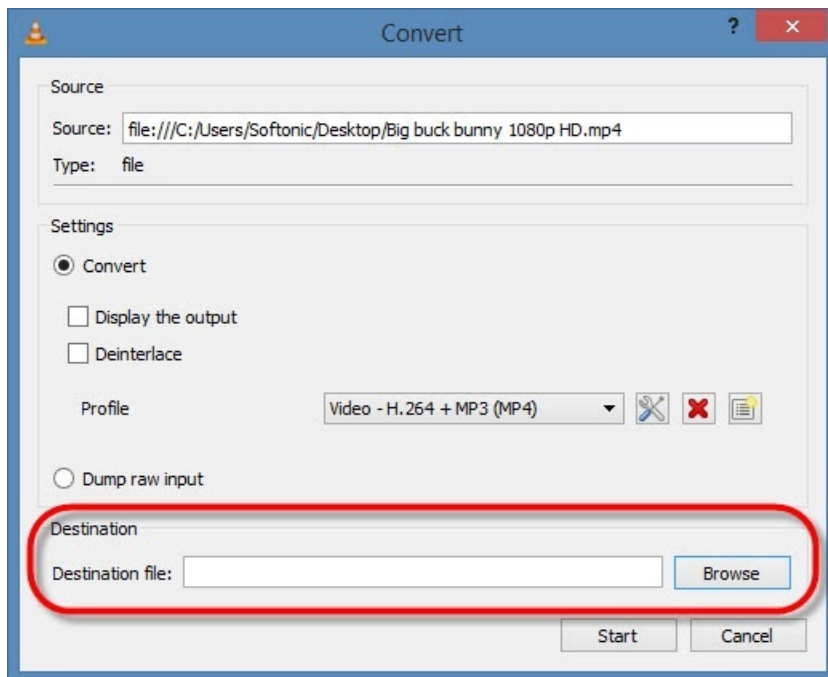 Convert
?
Source
Source: file:///C:/Users/Softonic/Desktop/Big buck bunny 1080p HD.mp4
Type: file
Settings
Convert
Display the output
Deinterlace
Profile Video - H.264 + MP3 (MP4)
Dump raw input
Destination
Destination file: Browse
Start Cancel